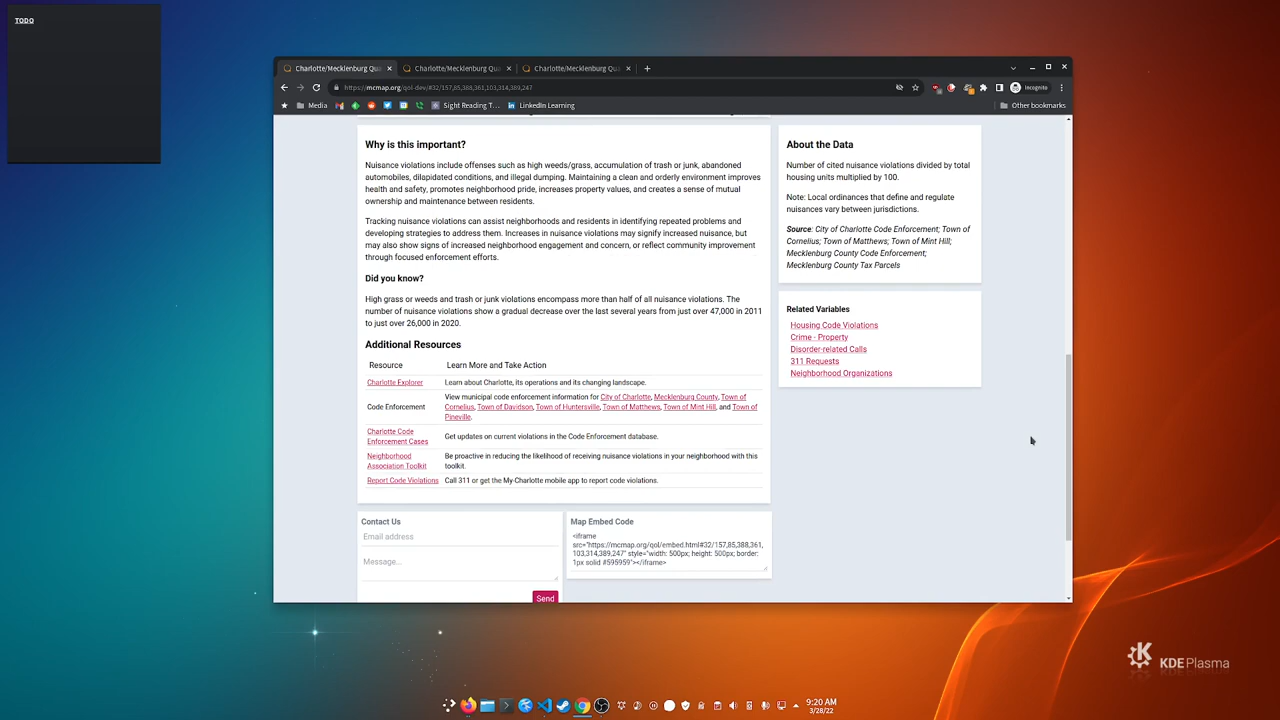 TODO
Charlotte/Mecklenburg Qua
Charlotte/Mecklenburg Qua
Charlotte/Mecklenburg Qua
https://mcmap.org/qol-dev/#32/157,85,388,361,103,314,389,247
Incognito
Media
Sight Reading T...
LinkedIn Learning
Other bookmarks
Why is this important?
Nuisance violations include offenses such as high weeds/grass, accumulation of trash or junk, abandoned
automobiles, dilapidated conditions, and illegal dumping. Maintaining a clean and orderly environment improves
health and safety, promotes neighborhood pride, increases property values, and creates a sense of mutual
ownership and maintenance between residents.
Tracking nuisance violations can assist neighborhoods and residents in identifying repeated problems and
developing strategies to address them. Increases in nuisance violations may signify increased nuisance, but
may also show signs of increased neighborhood engagement and concern, or reflect community improvement
through focused enforcement efforts.
Did you know?
High grass or weeds and trash or junk violations encompass more than half of all nuisance violations. The
number of nuisance violations show a gradual decrease over the last several years from just over 47,000 in 2011
to just over 26,000 in 2020.
Additional Resources
Resource Learn More and Take Action
Charlotte Explorer Learn about Charlotte, its operations and its changing landscape.
Code Enforcement
View municipal code enforcement information for City of Charlotte, Mecklenburg County, Town of
Cornelius, Town of Davidson, Town of Huntersville, Town of Matthews, Town of Mint Hill, and Town of
Pineville.
Charlotte Code
Enforcement Cases
Get updates on current violations in the Code Enforcement database.
Neighborhood
Association Toolkit
Be proactive in reducing the likelihood of receiving nuisance violations in your neighborhood with this
toolkit.
Report Code Violations Call 311 or get the My-Charlotte mobile app to report code violations.
About the Data
Number of cited nuisance violations divided by total
housing units multiplied by 100.
Note: Local ordinances that define and regulate
nuisances vary between jurisdictions.
Source: City of Charlotte Code Enforcement; Town of
Cornelius; Town of Matthews; Town of Mint Hill;
Mecklenburg County Code Enforcement;
Mecklenburg County Tax Parcels
Related Variables
Housing Code Violations
Crime - Property
Disorder-related Calls
311 Requests
Neighborhood Organizations
Contact Us
Email address
Message...
Send
Map Embed Code
<iframe
src="https://mcmap.org/qol/embed.html#32/157,85,388,361,
103,314,389,247" style="width: 500px; height: 500px; border:
1px solid #595959"></iframe>
KDE Plasma
9:20 AM
3/28/22